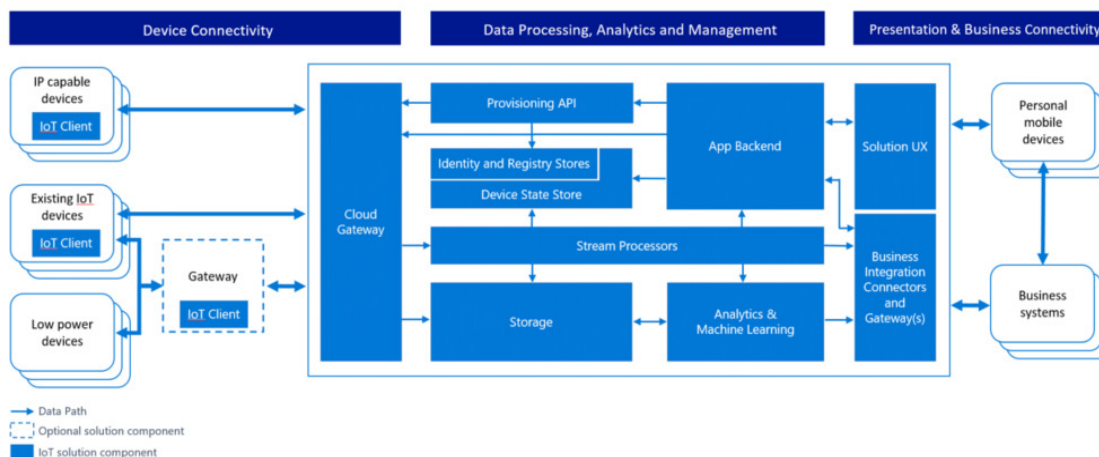 Device Connectivity
Data Processing, Analytics and Management
Presentation & Business Connectivity
IP capable
devices
IoT Client
Existing IoT
devices
IoT Client
Low power
devices
Gateway
IoT Client
Cloud
Gateway
Provisioning API
Identity and Registry Stores
Device State Store
Stream Processors
Storage
App Backend
Analytics &
Machine Learning
Solution UX
Business
Integration
Connectors
and
Gateway(s)
Personal
mobile
devices
Business
systems
Data Path
Optional solution component
IoT solution component